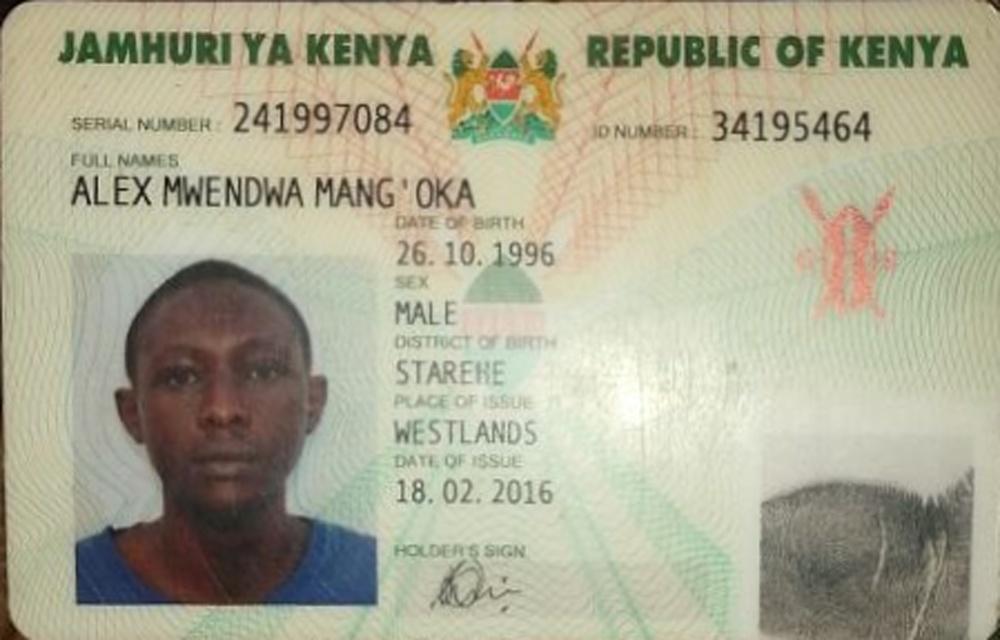 JAMHURI YA KENYA REPUBLIC OF KENYA
SERIAL NUMBER : 241997084 ID NUMBER : 34195464
FULL NAMES
ALEX MWENDWA MANG'OKA
DATE OF BIRTH
26. 10. 1996
SEX
MALE
DISTRICT OF BIRTH
STAREHE
PLACE OF ISSUE
WESTLANDS
DATE OF ISSUE
18. 02. 2016
HOLDER'S SIGN